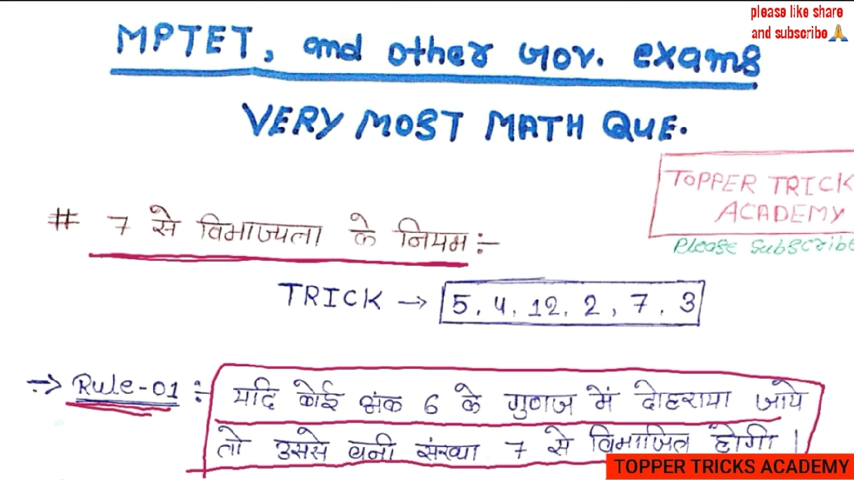 please like share
and subscribe🙏
MPTET, and other Gov. exams
VERY MOST MATH QUE.
TOPPER TRICK
ACADEMY
Please Subscribe
# 7 से विभाज्यता के नियम :-
TRICK → 5, 4, 12, 2, 7, 3
→ Rule-01 :- यदि कोई अंक 6 के गुणज में दोहराया जाये
तो उससे बनी संख्या 7 से विभाजित होगी।
TOPPER TRICKS ACADEMY